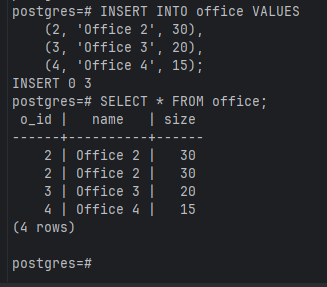 postgres=# INSERT INTO office VALUES
    (2, 'Office 2', 30),
    (3, 'Office 3', 20),
    (4, 'Office 4', 15);
INSERT 0 3
postgres=# SELECT * FROM office;
 o_id |   name   | size
------+----------+------
    2 | Office 2 |   30
    2 | Office 2 |   30
    3 | Office 3 |   20
    4 | Office 4 |   15
(4 rows)

postgres=#